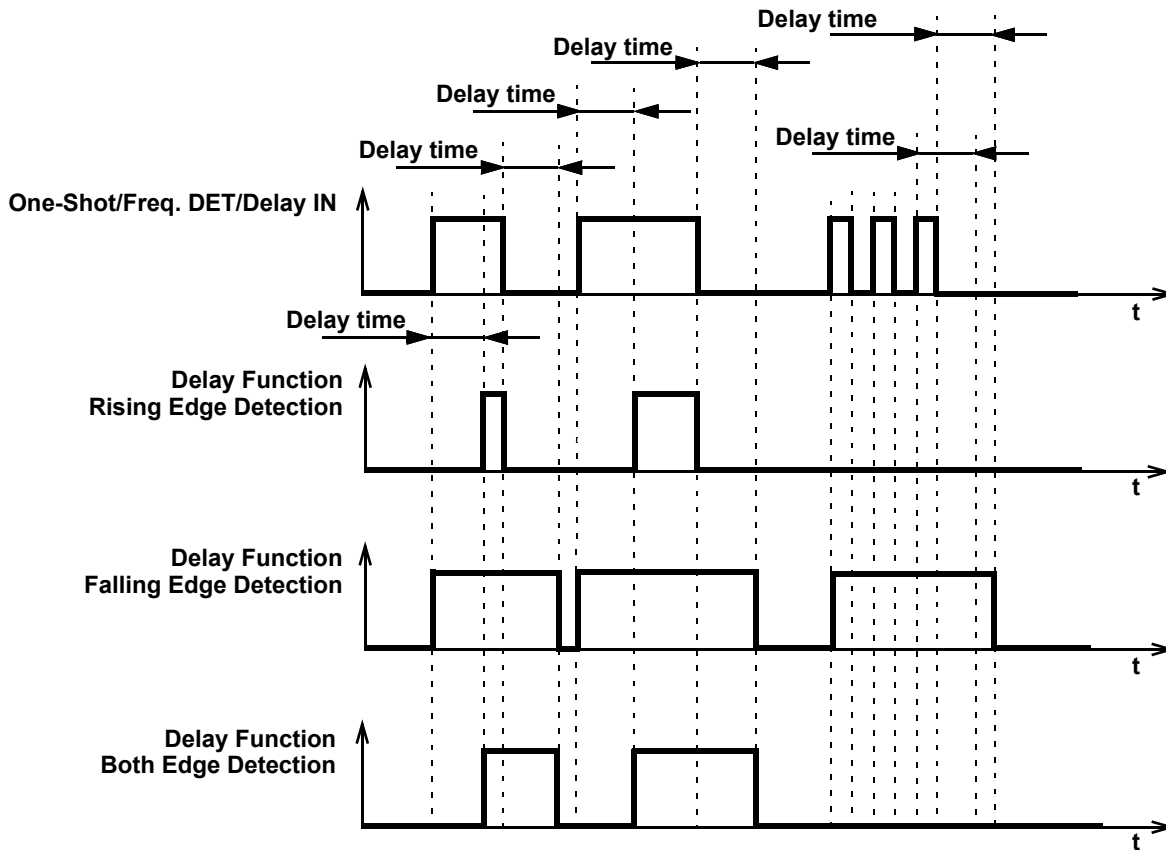 Delay time
Delay time
Delay time
Delay time
Delay time
One-Shot/Freq. DET/Delay IN
t
Delay time
Delay Function
Rising Edge Detection
t
Delay Function
Falling Edge Detection
t
Delay Function
Both Edge Detection
t